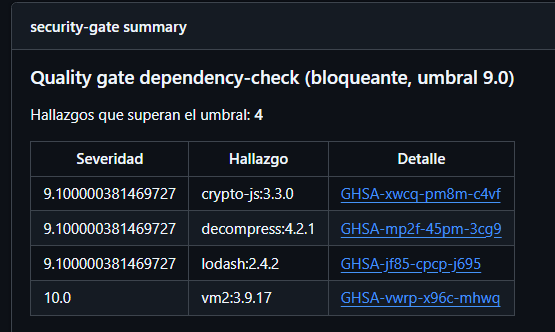 security-gate summary
Quality gate dependency-check (bloqueante, umbral 9.0)
Hallazgos que superan el umbral: 4
Severidad Hallazgo Detalle
9.100000381469727 crypto-js:3.3.0 GHSA-xwcq-pm8m-c4vf
9.100000381469727 decompress:4.2.1 GHSA-mp2f-45pm-3cg9
9.100000381469727 lodash:2.4.2 GHSA-jf85-cpcp-j695
10.0 vm2:3.9.17 GHSA-vwrp-x96c-mhwq